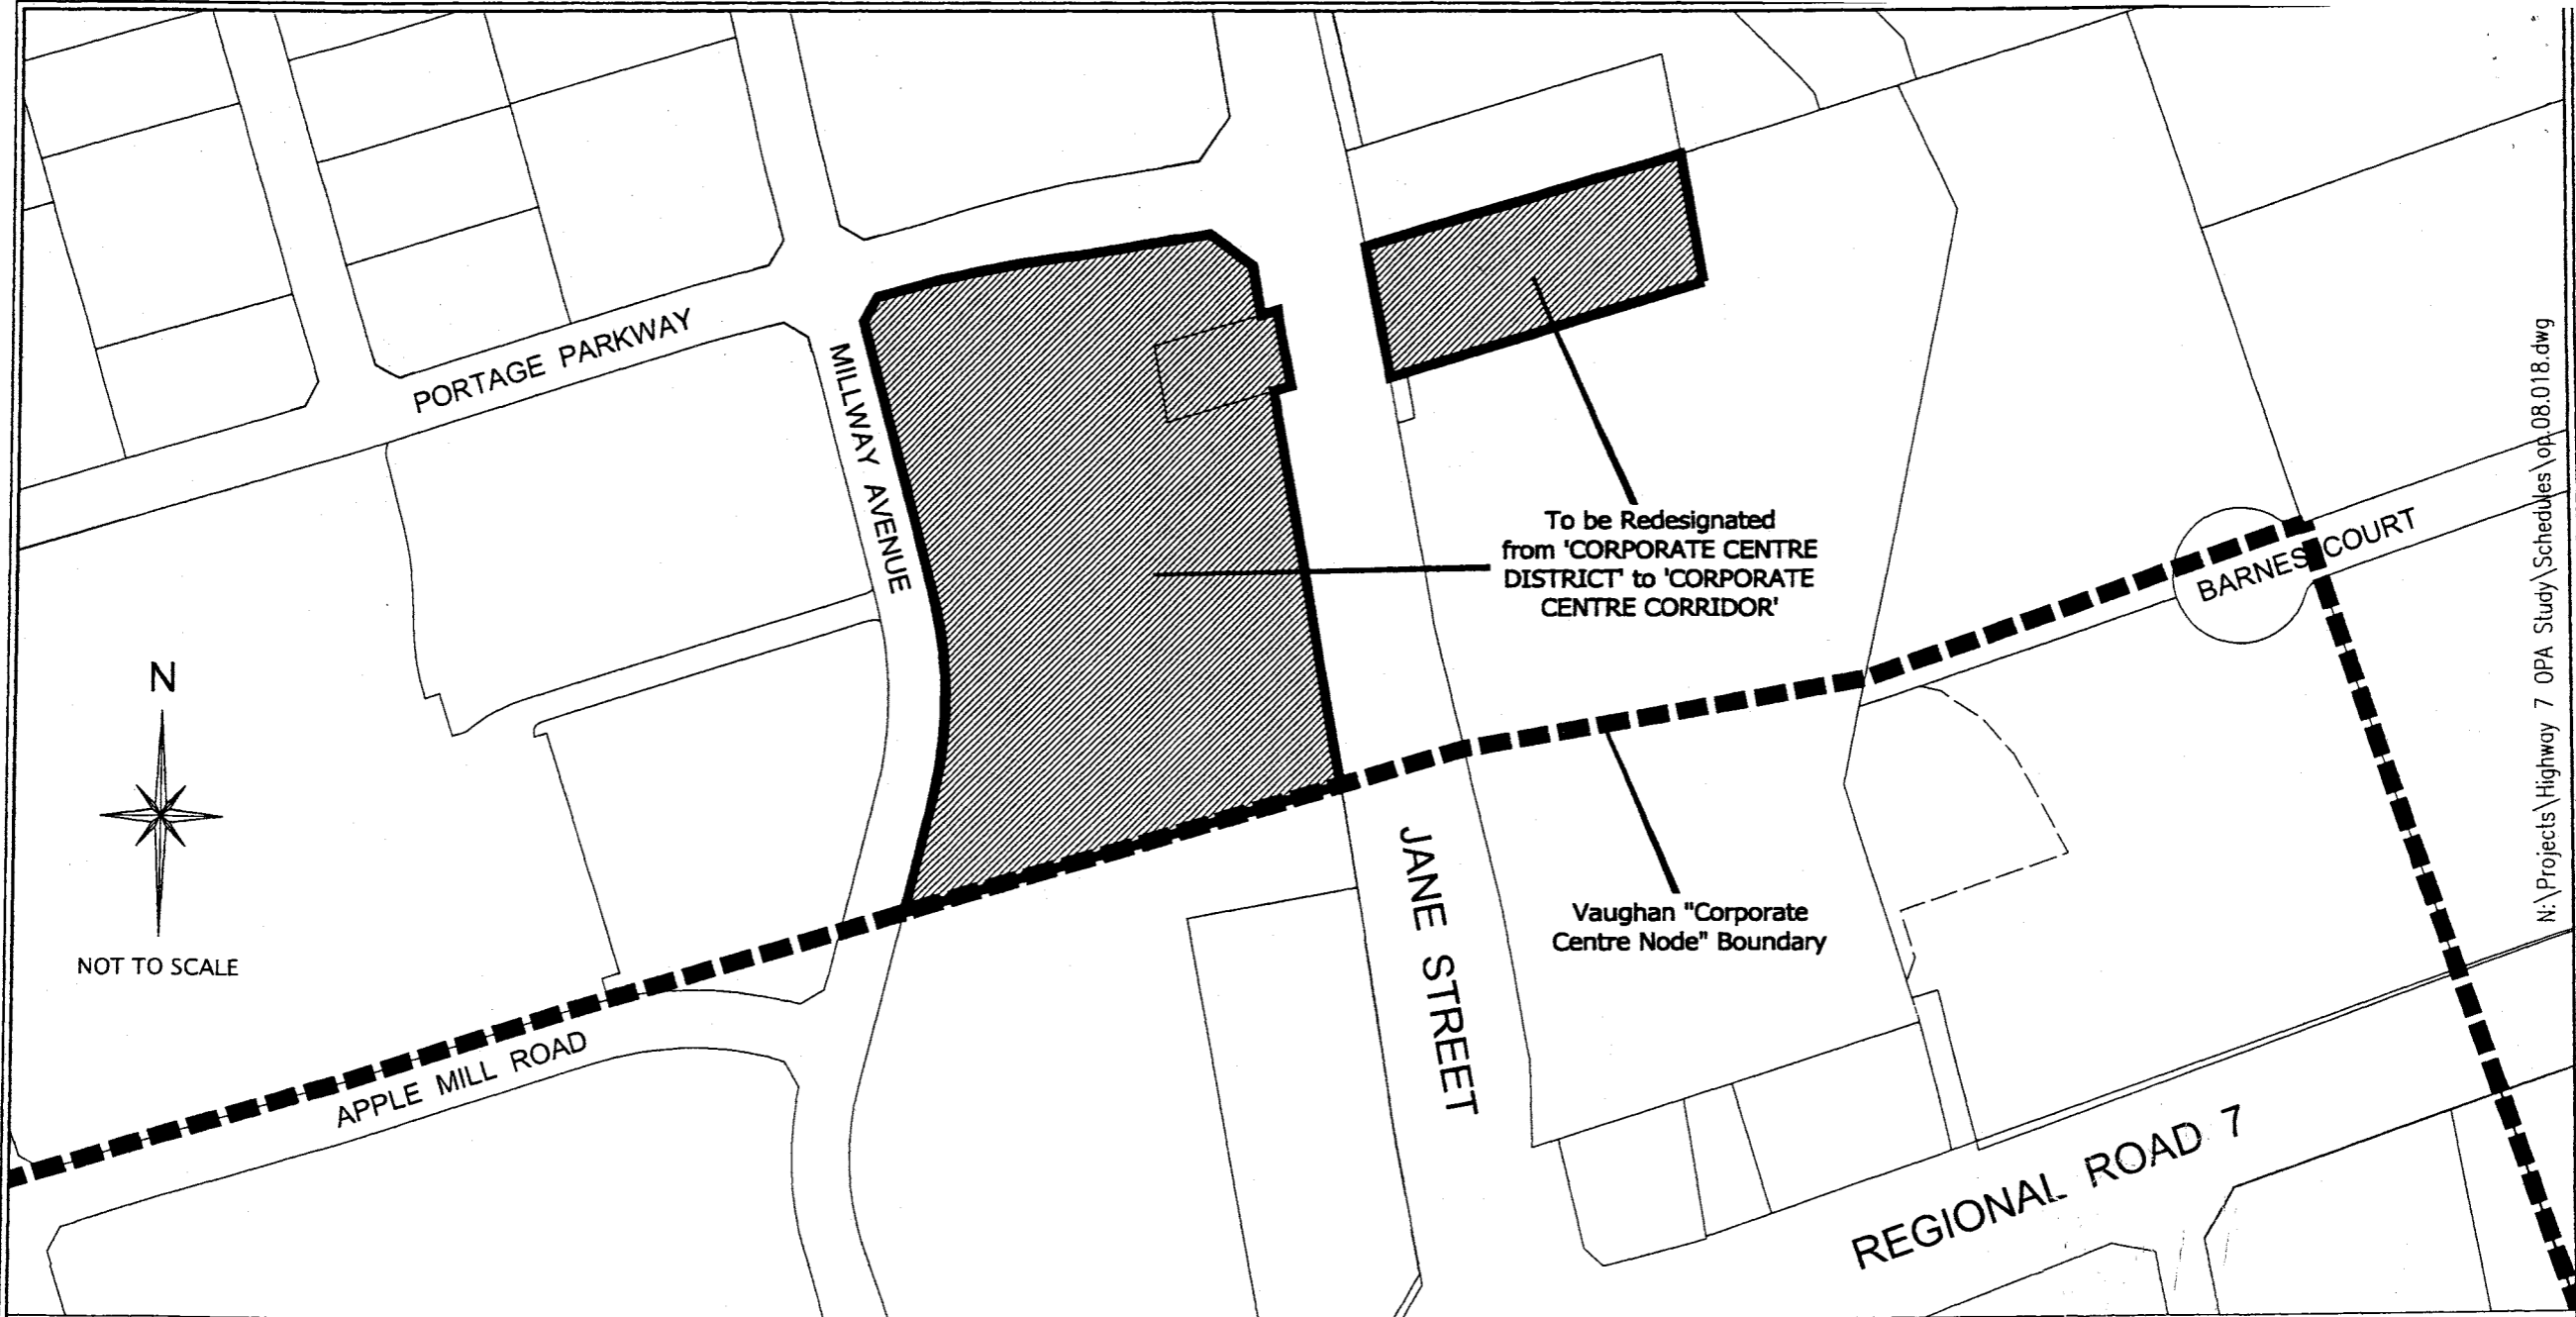 PORTAGE PARKWAY
MILLWAY AVENUE
To be Redesignated
from 'CORPORATE CENTRE
DISTRICT' to 'CORPORATE
CENTRE CORRIDOR'
BARNES COURT
N
NOT TO SCALE
Vaughan "Corporate
Centre Node" Boundary
JANE STREET
APPLE MILL ROAD
REGIONAL ROAD 7
N:\Projects\Highway 7 OPA Study\Schedules\op.08.018.dwg